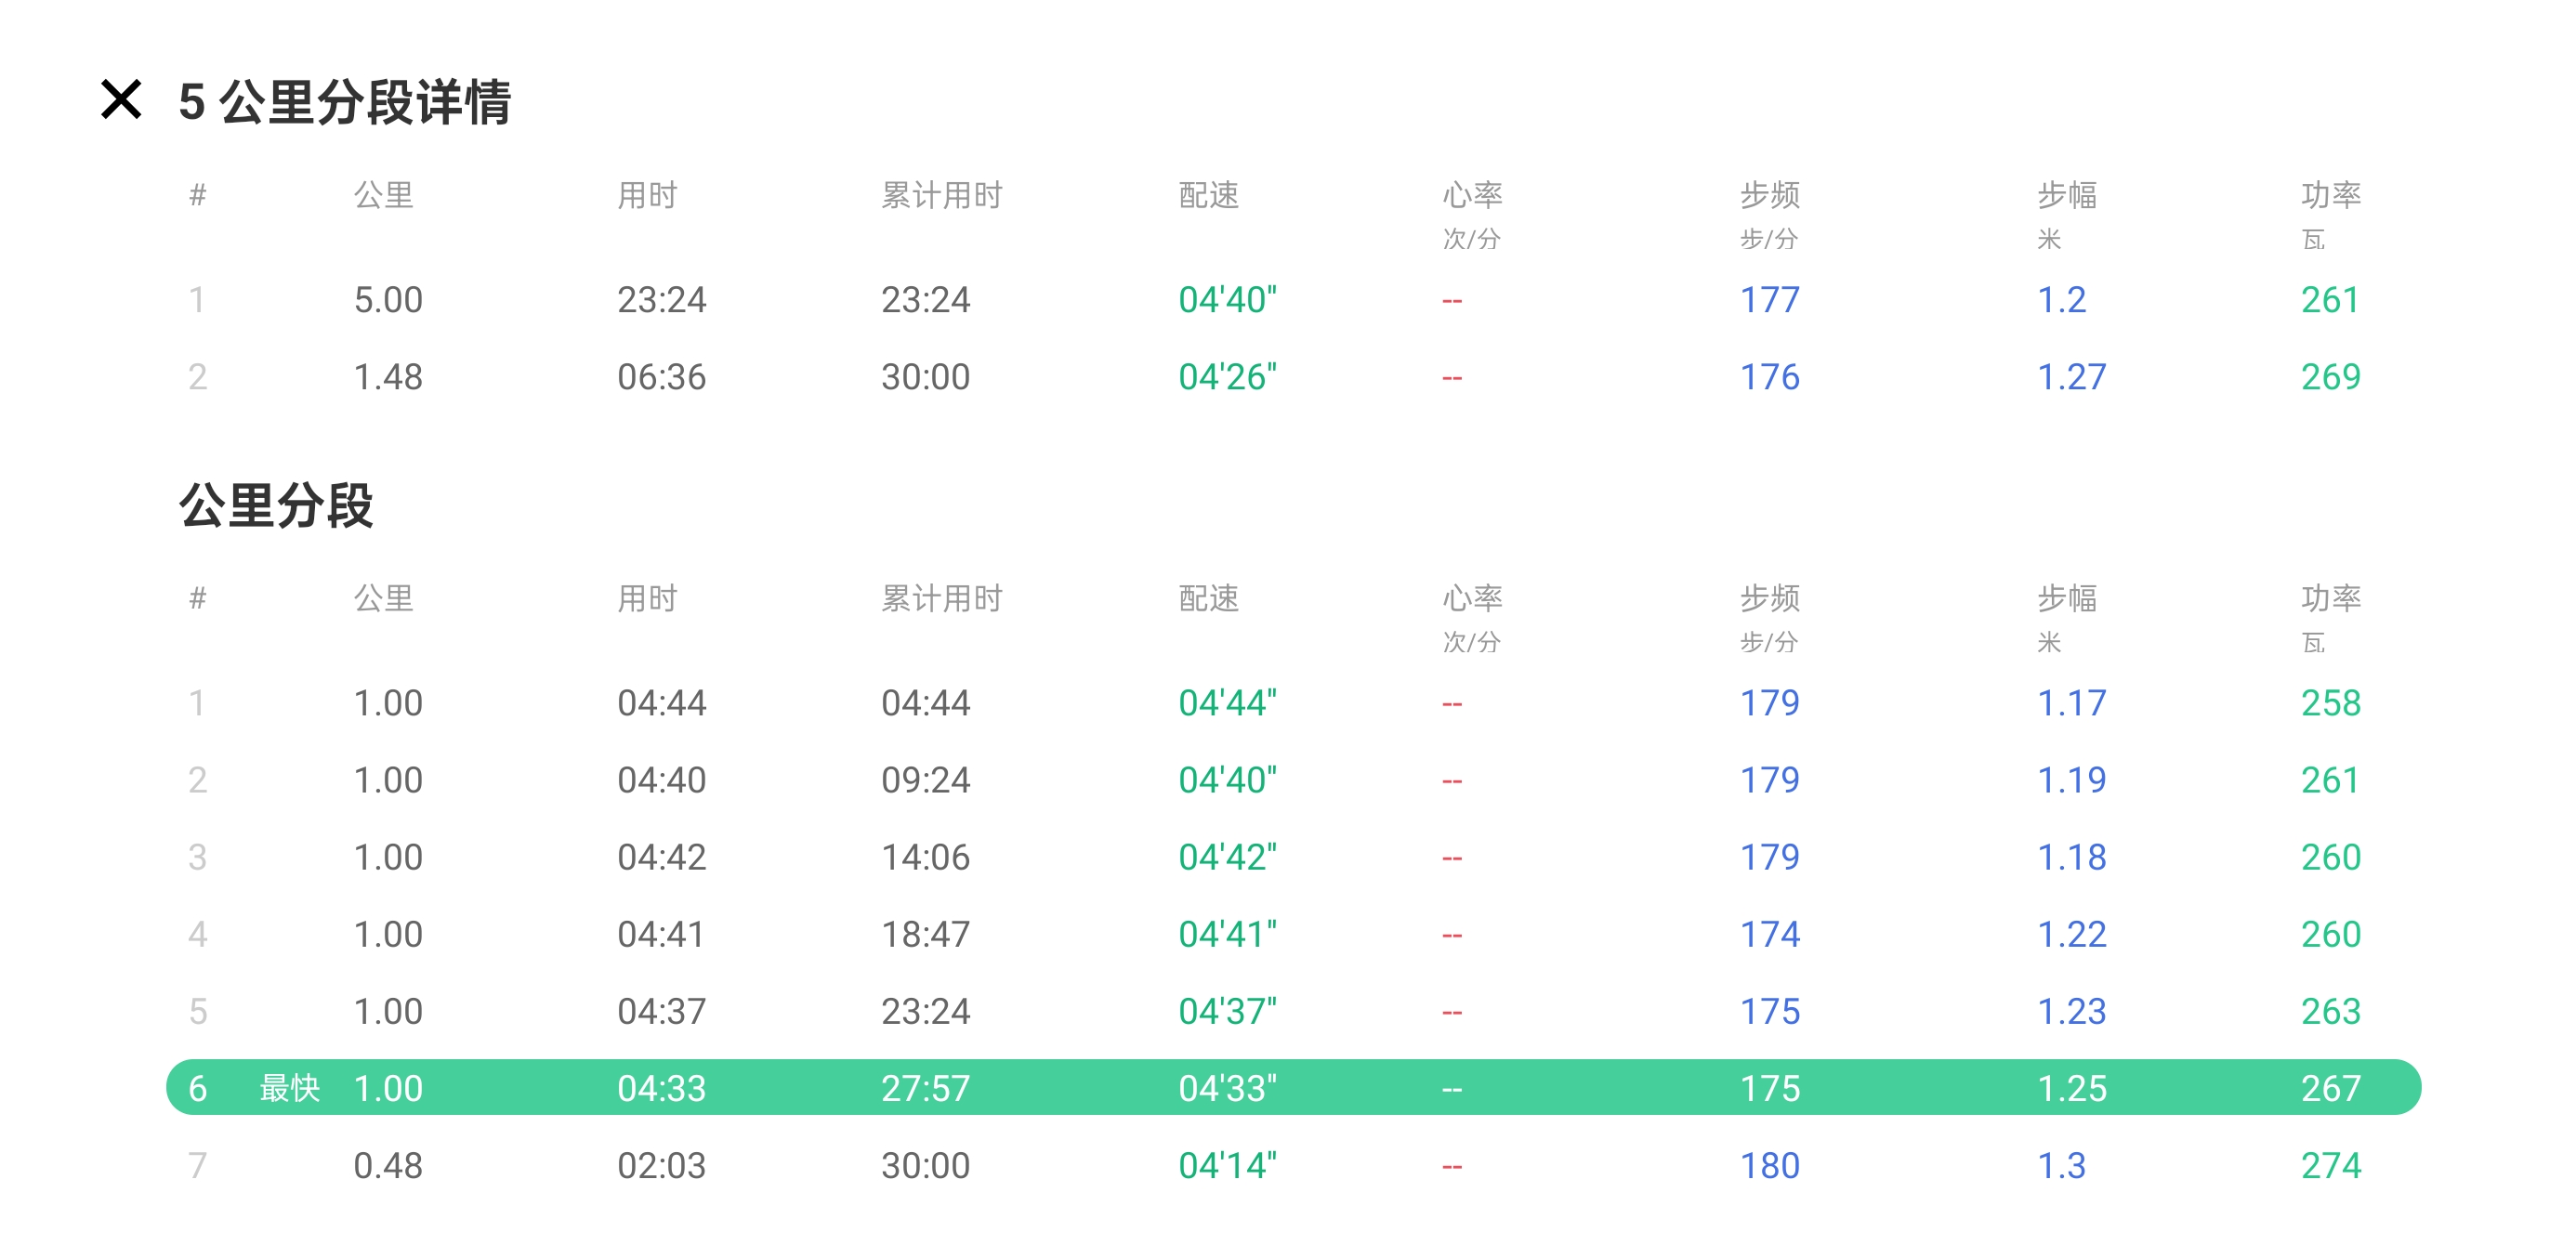 5 公里分段详情
# 公里 用时 累计用时 配速 心率 步频 步幅 功率
次/分 步/分 米 瓦
1 5.00 23:24 23:24 04'40" -- 177 1.2 261
2 1.48 06:36 30:00 04'26" -- 176 1.27 269
公里分段
# 公里 用时 累计用时 配速 心率 步频 步幅 功率
次/分 步/分 米 瓦
1 1.00 04:44 04:44 04'44" -- 179 1.17 258
2 1.00 04:40 09:24 04'40" -- 179 1.19 261
3 1.00 04:42 14:06 04'42" -- 179 1.18 260
4 1.00 04:41 18:47 04'41" -- 174 1.22 260
5 1.00 04:37 23:24 04'37" -- 175 1.23 263
6 最快 1.00 04:33 27:57 04'33" -- 175 1.25 267
7 0.48 02:03 30:00 04'14" -- 180 1.3 274